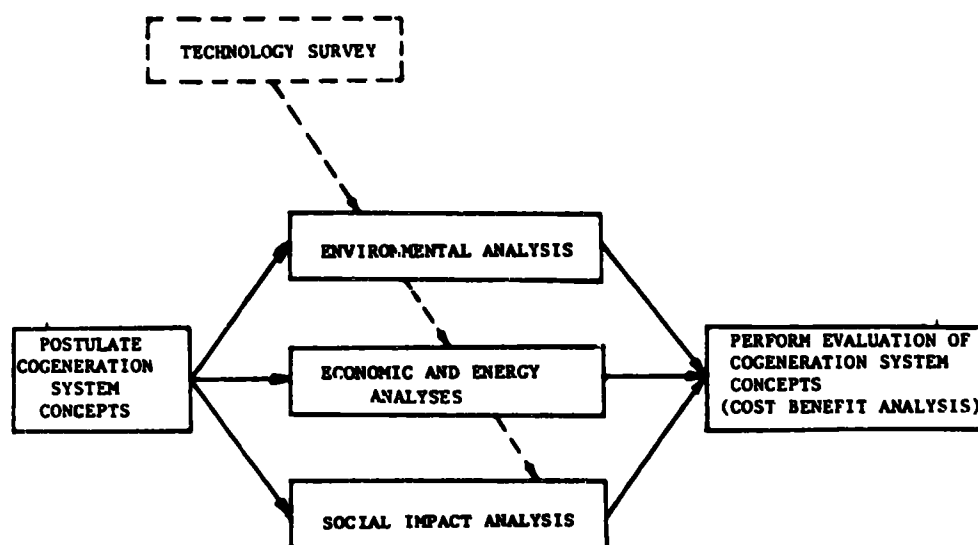 TECHNOLOGY SURVEY
ENVIRONMENTAL ANALYSIS
POSTULATE
COGENERATION
SYSTEM
CONCEPTS
ECONOMIC AND ENERGY
ANALYSES
PERFORM EVALUATION OF
COGENERATION SYSTEM
CONCEPTS
(COST BENEFIT ANALYSIS)
SOCIAL IMPACT ANALYSIS